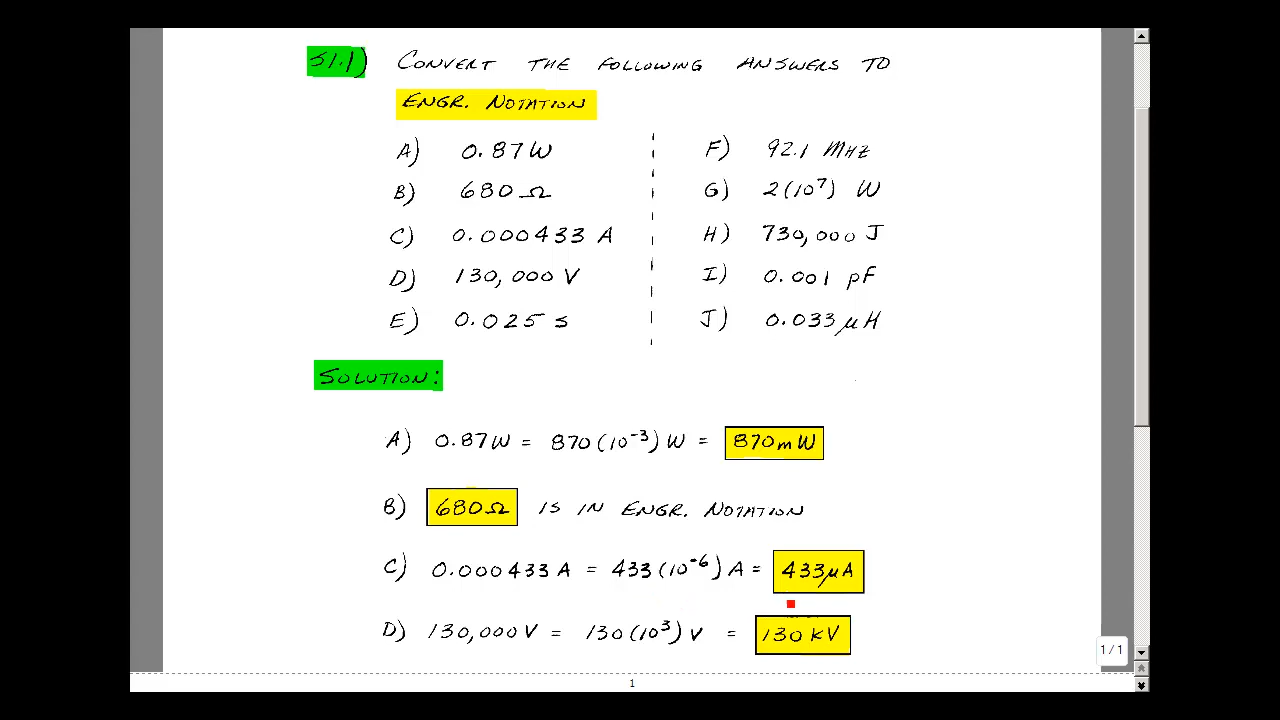 S1.1) CONVERT THE FOLLOWING ANSWERS TO
ENGR. NOTATION
A) 0.87W
B) 680 Ω
C) 0.000433 A
D) 130,000 V
E) 0.025 s
F) 92.1 MHz
G) 2(10⁷) W
H) 730,000 J
I) 0.001 pF
J) 0.033 μH
SOLUTION:
A) 0.87W = 870(10⁻³) W = 870mW
B) 680Ω IS IN ENGR. NOTATION
C) 0.000433 A = 433(10⁻⁶) A = 433μA
D) 130,000V = 130(10³) V = 130 kV
1/1
1